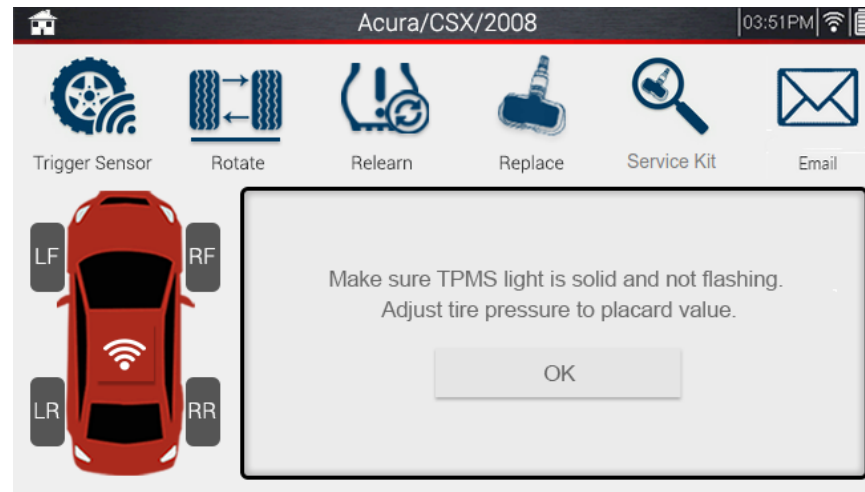 Acura/CSX/2008
03:51PM
Trigger Sensor
Rotate
Relearn
Replace
Service Kit
Email
LF
RF
LR
RR
Make sure TPMS light is solid and not flashing.
Adjust tire pressure to placard value.
OK